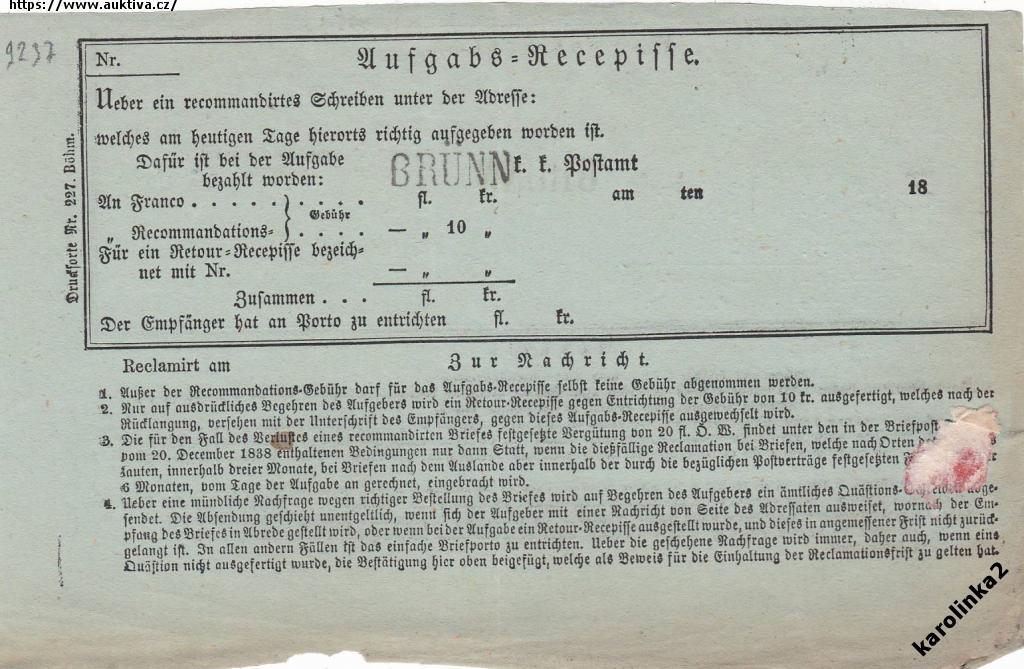 https://www.auktiva.cz/
9237
Nr.
Aufgabs-Recepisse.
Ueber ein recommandirtes Schreiben unter der Adresse:
welches am heutigen Tage hierorts richtig aufgegeben worden ist.
Dafür ist bei der Aufgabe BRÜNN k. k. Postamt
bezahlt worden:
An Franco . . . . . . } . . . . fl. kr. am ten 18
Gebühr
„ Recommandations- . . . . — „ 10 „
Für ein Retour-Recepisse bezeich-
net mit Nr. — „ „
Zusammen . . . fl. kr.
Der Empfänger hat an Porto zu entrichten fl. kr.
Drucksorte Nr. 227. Böhm.
Reclamirt am Zur Nachricht.
1. Außer der Recommandations-Gebühr darf für das Aufgabs-Recepisse selbst keine Gebühr abgenommen werden.
2. Nur auf ausdrückliches Begehren des Aufgebers wird ein Retour-Recepisse gegen Entrichtung der Gebühr von 10 kr. ausgefertigt, welches nach der
Rücklangung, versehen mit der Unterschrift des Empfängers, gegen dieses Aufgabs-Recepisse ausgewechselt wird.
3. Die für den Fall des Verlustes eines recommandirten Briefes festgesetzte Vergütung von 20 fl. Ö. W. findet unter den in der Briefpost
vom 20. December 1838 enthaltenen Bedingungen nur dann Statt, wenn die dießfällige Reclamation bei Briefen, welche nach Orten
lauten, innerhalb dreier Monate, bei Briefen nach dem Auslande aber innerhalb der durch die bezüglichen Postverträge festgesetzten
6 Monaten, vom Tage der Aufgabe an gerechnet, eingebracht wird.
4. Ueber eine mündliche Nachfrage wegen richtiger Bestellung des Briefes wird auf Begehren des Aufgebers ein ämtliches Quästions-Schreiben abge-
sendet. Die Absendung geschieht unentgeltlich, wenn sich der Aufgeber mit einer Nachricht von Seite des Adressaten ausweiset, wornach der Em-
pfang des Briefes in Abrede gestellt wird, oder wenn bei der Aufgabe ein Retour-Recepisse ausgestellt wurde, und dieses in angemessener Frist nicht zurück-
gelangt ist. In allen andern Fällen ist das einfache Briefporto zu entrichten. Ueber die geschehene Nachfrage wird immer, daher auch, wenn eine
Quästion nicht ausgefertigt wurde, die Bestätigung hier oben beigefügt, welche als Beweis für die Einhaltung der Reclamationsfrist zu gelten hat.
karolinka2